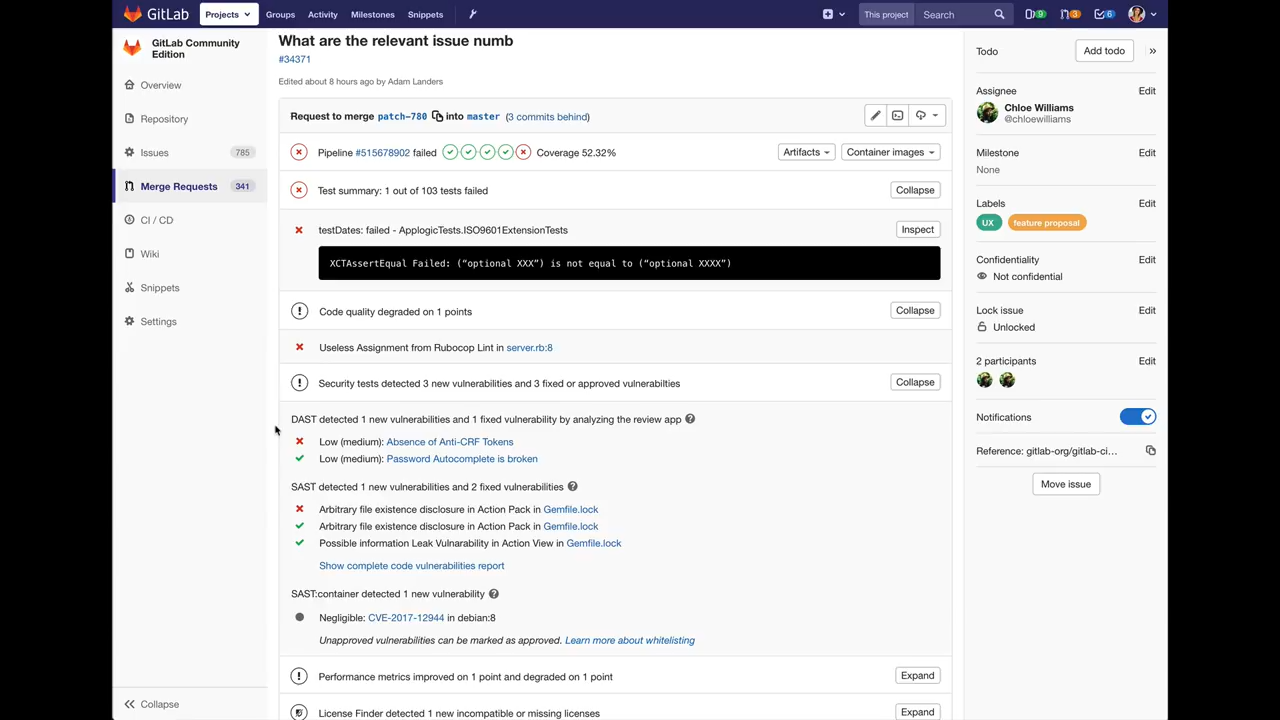 GitLab Projects Groups Activity Milestones Snippets This project Search 9 3 6
GitLab Community
Edition
Overview
Repository
Issues 785
Merge Requests 341
CI / CD
Wiki
Snippets
Settings
Collapse
What are the relevant issue numb
#34371
Edited about 8 hours ago by Adam Landers
Request to merge patch-780 into master (3 commits behind)
Pipeline #515678902 failed Coverage 52.32% Artifacts Container images
Test summary: 1 out of 103 tests failed Collapse
testDates: failed - ApplogicTests.ISO9601ExtensionTests Inspect
XCTAssertEqual Failed: (“optional XXX”) is not equal to (“optional XXXX”)
Code quality degraded on 1 points Collapse
Useless Assignment from Rubocop Lint in server.rb:8
Security tests detected 3 new vulnerabilities and 3 fixed or approved vulnerabilties Collapse
DAST detected 1 new vulnerabilities and 1 fixed vulnerability by analyzing the review app ?
Low (medium): Absence of Anti-CRF Tokens
Low (medium): Password Autocomplete is broken
SAST detected 1 new vulnerabilities and 2 fixed vulnerabilities ?
Arbitrary file existence disclosure in Action Pack in Gemfile.lock
Arbitrary file existence disclosure in Action Pack in Gemfile.lock
Possible information Leak Vulnarability in Action View in Gemfile.lock
Show complete code vulnerabilities report
SAST:container detected 1 new vulnerability ?
Negligible: CVE-2017-12944 in debian:8
Unapproved vulnerabilities can be marked as approved. Learn more about whitelisting
Performance metrics improved on 1 point and degraded on 1 point Expand
License Finder detected 1 new incompatible or missing licenses Expand
Todo Add todo »
Assignee Edit
Chloe Williams
@chloewilliams
Milestone Edit
None
Labels Edit
UX feature proposal
Confidentiality Edit
Not confidential
Lock issue Edit
Unlocked
2 participants Edit
Notifications
Reference: gitlab-org/gitlab-ci...
Move issue